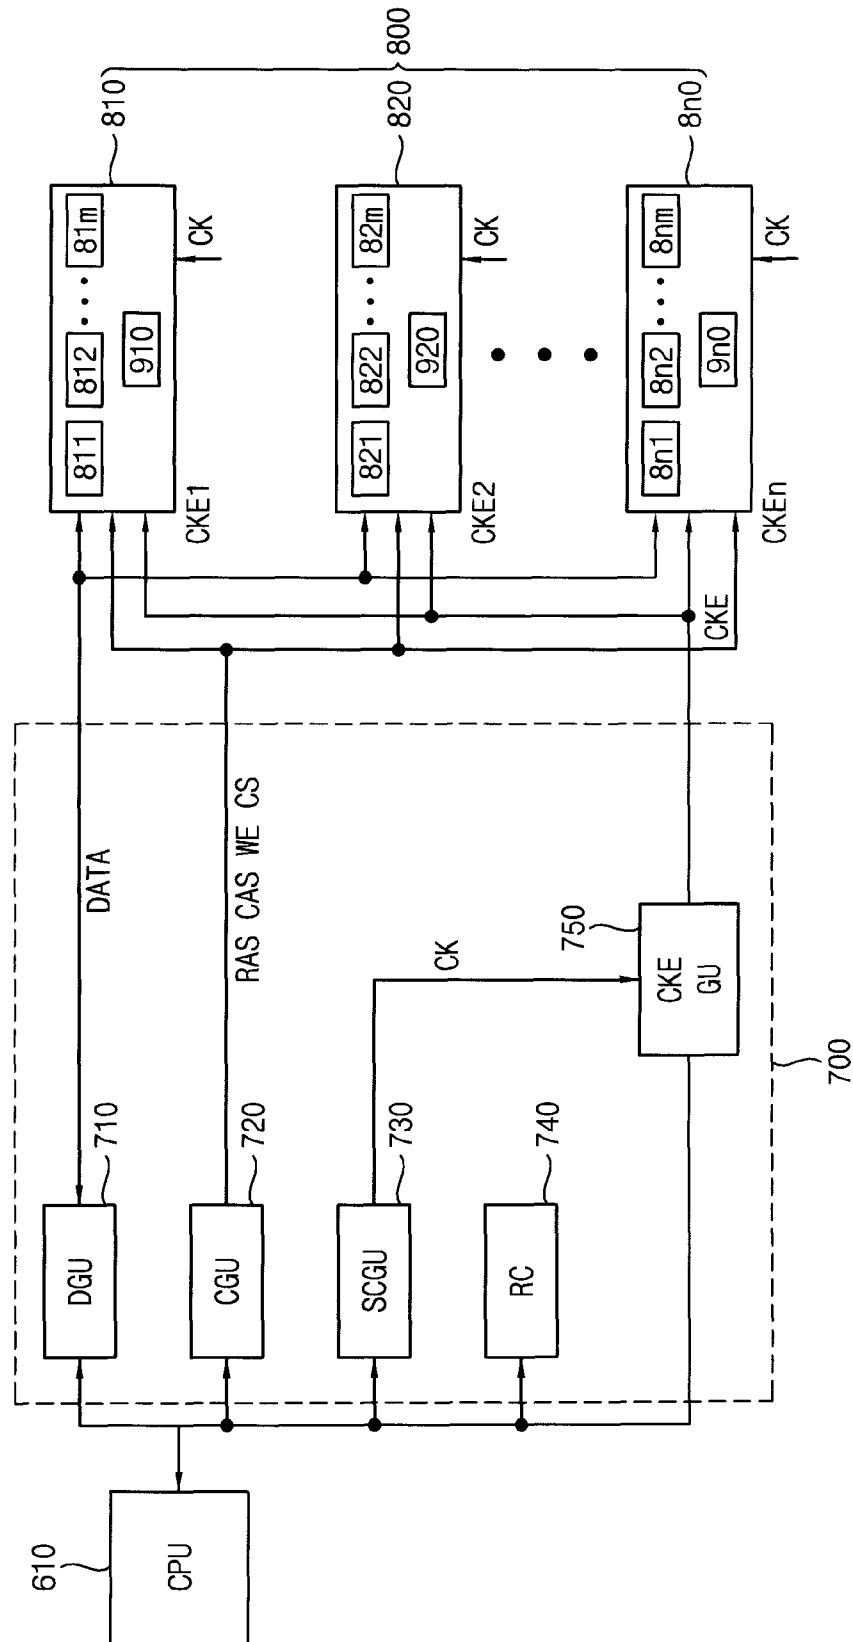 610
CPU
700
DGU
710
CGU
720
SCGU
730
RC
740
CKE
GU
750
DATA
RAS CAS WE CS
CK
CKE
CKE1
811
812
81m
910
CK
810
CKE2
821
822
82m
920
CK
820
CKEn
8n1
8n2
8nm
9n0
CK
8n0
800